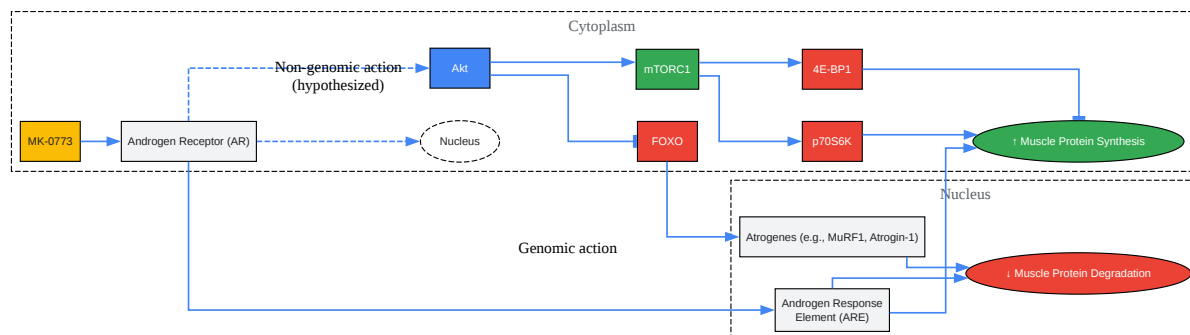 Cytoplasm
Non-genomic action
(hypothesized)
Akt
mTORC1
4E-BP1
MK-0773
Androgen Receptor (AR)
Nucleus
FOXO
p70S6K
↑ Muscle Protein Synthesis
Nucleus
Atrogenes (e.g., MuRF1, Atrogin-1)
Genomic action
↓ Muscle Protein Degradation
Androgen Response
Element (ARE)